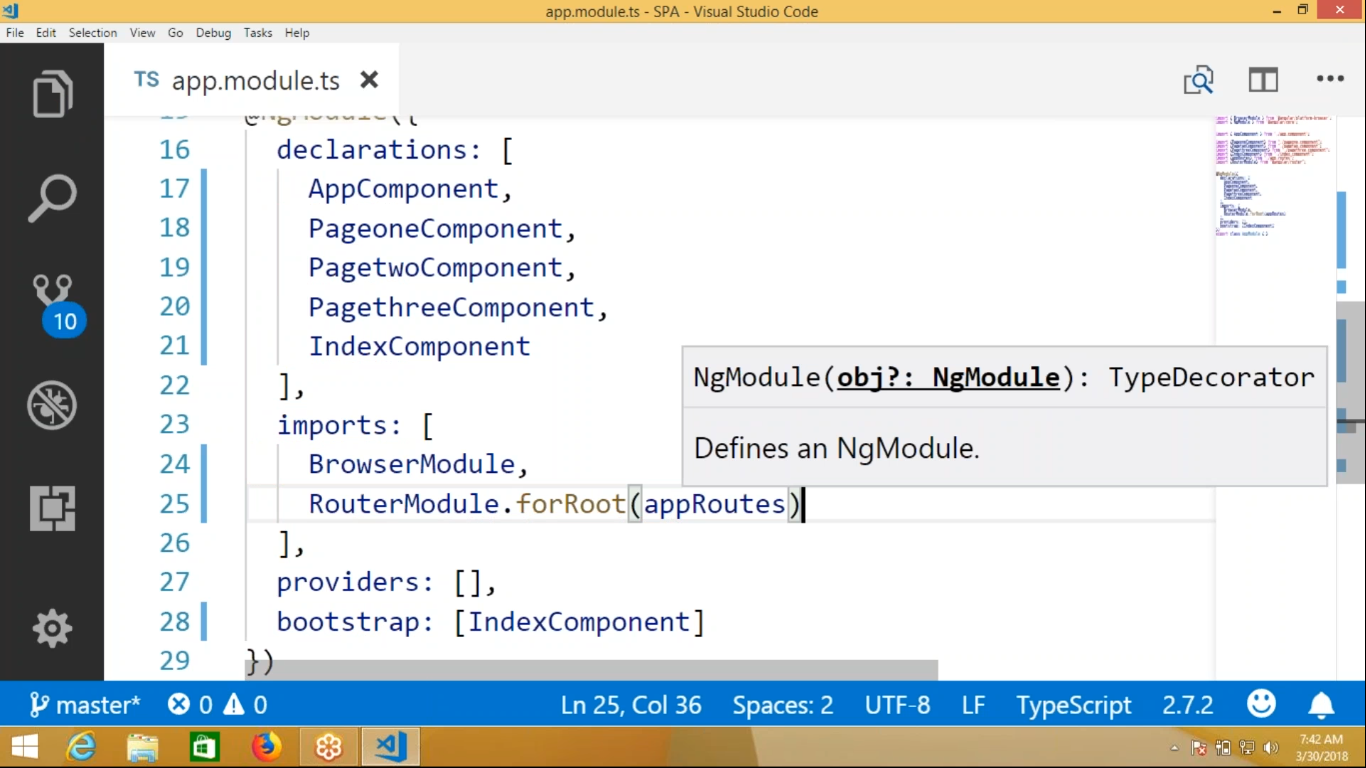 app.module.ts - SPA - Visual Studio Code
File Edit Selection View Go Debug Tasks Help
TS app.module.ts
@NgModule({
16 declarations: [
17 AppComponent,
18 PageoneComponent,
19 PagetwoComponent,
20 PagethreeComponent,
21 IndexComponent
22 ],
23 imports: [
24 BrowserModule,
25 RouterModule.forRoot(appRoutes)
26 ],
27 providers: [],
28 bootstrap: [IndexComponent]
29 })
NgModule(obj?: NgModule): TypeDecorator
Defines an NgModule.
10
master* 0 0 Ln 25, Col 36 Spaces: 2 UTF-8 LF TypeScript 2.7.2
7:42 AM
3/30/2018